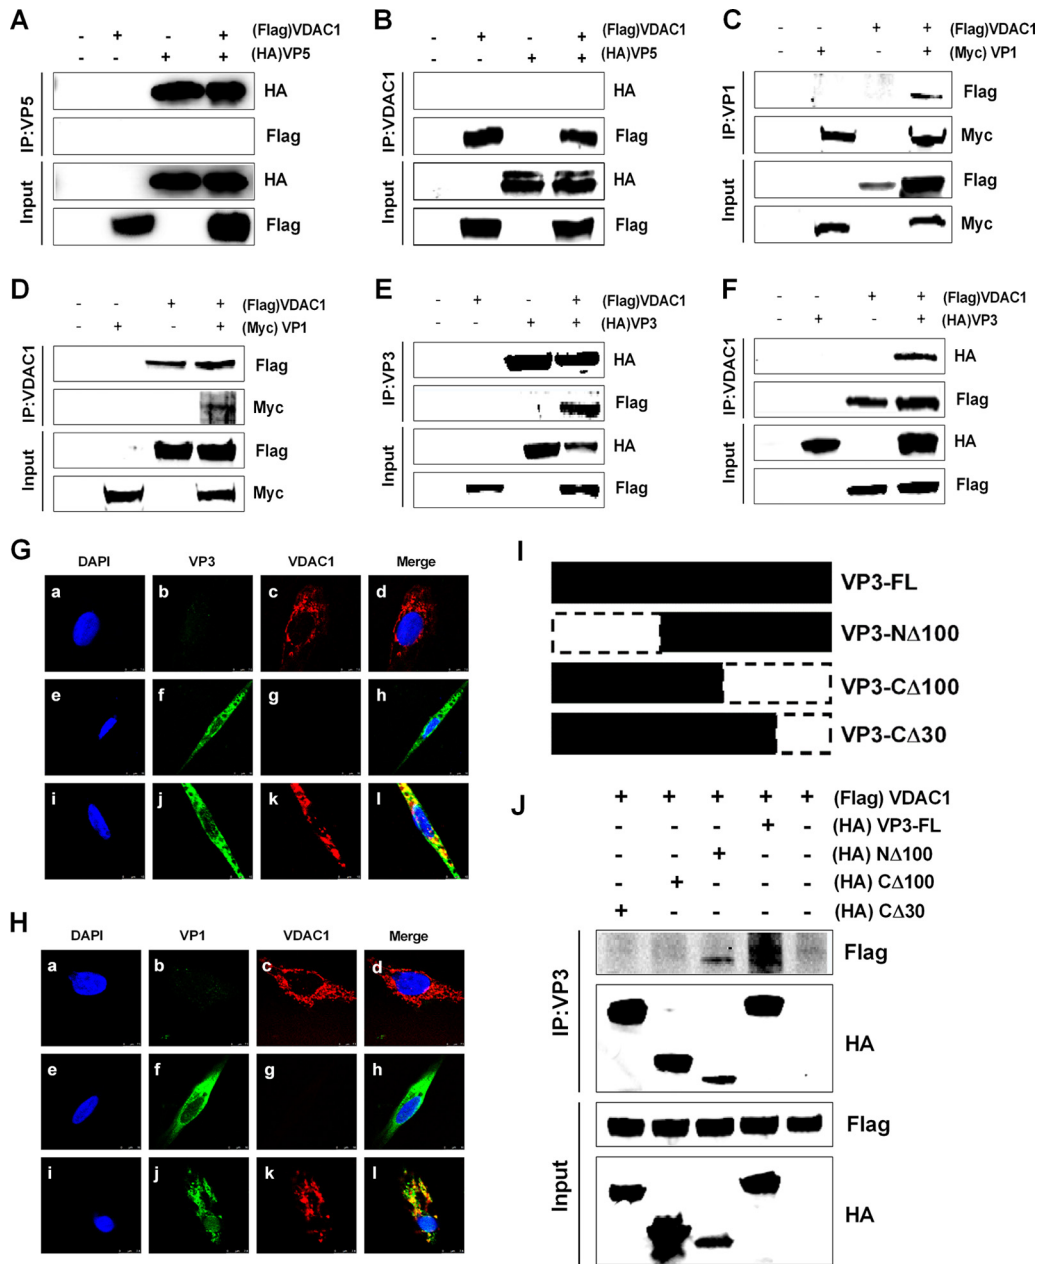 A
- + - + (Flag)VDAC1
- - + + (HA)VP5
IP:VP5
HA
Flag
Input
HA
Flag
B
- + - + (Flag)VDAC1
- - + + (HA)VP5
IP:VDAC1
HA
Flag
Input
HA
Flag
C
- - + + (Flag)VDAC1
- + - + (Myc) VP1
IP:VP1
Flag
Myc
Input
Flag
Myc
D
- - + + (Flag)VDAC1
- + - + (Myc) VP1
IP:VDAC1
Flag
Myc
Input
Flag
Myc
E
- + - + (Flag)VDAC1
- - + + (HA)VP3
IP:VP3
HA
Flag
Input
HA
Flag
F
- - + + (Flag)VDAC1
- + - + (HA)VP3
IP:VDAC1
HA
Flag
Input
HA
Flag
G
DAPI VP3 VDAC1 Merge
a b c d
e f g h
i j k l
H
DAPI VP1 VDAC1 Merge
a b c d
e f g h
i j k l
I
VP3-FL
VP3-NΔ100
VP3-CΔ100
VP3-CΔ30
J
+ + + + + (Flag) VDAC1
- - - + - (HA) VP3-FL
- - + - - (HA) NΔ100
- + - - - (HA) CΔ100
+ - - - - (HA) CΔ30
IP:VP3
Flag
HA
Input
Flag
HA